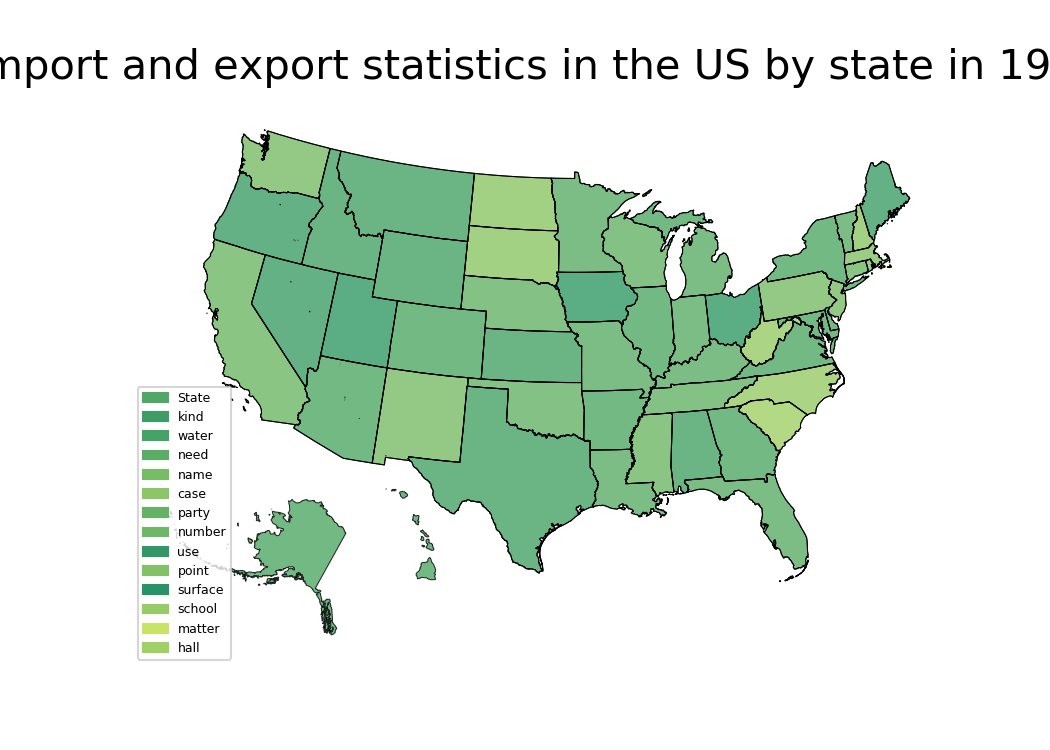 mport and export statistics in the US by state in 19
State
kind
water
need
name
case
party
number
use
point
surface
school
matter
hall